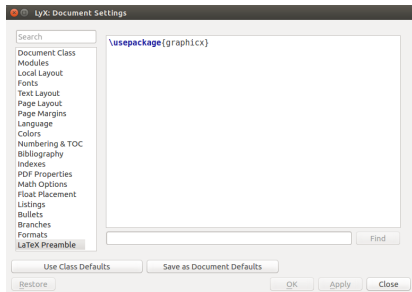 LyX: Document Settings
Search
\usepackage{graphicx}
Document Class
Modules
Local Layout
Fonts
Text Layout
Page Layout
Page Margins
Language
Colors
Numbering & TOC
Bibliography
Indexes
PDF Properties
Math Options
Float Placement
Listings
Bullets
Branches
Formats
LaTeX Preamble
Find
Use Class Defaults
Save as Document Defaults
Restore
OK
Apply
Close